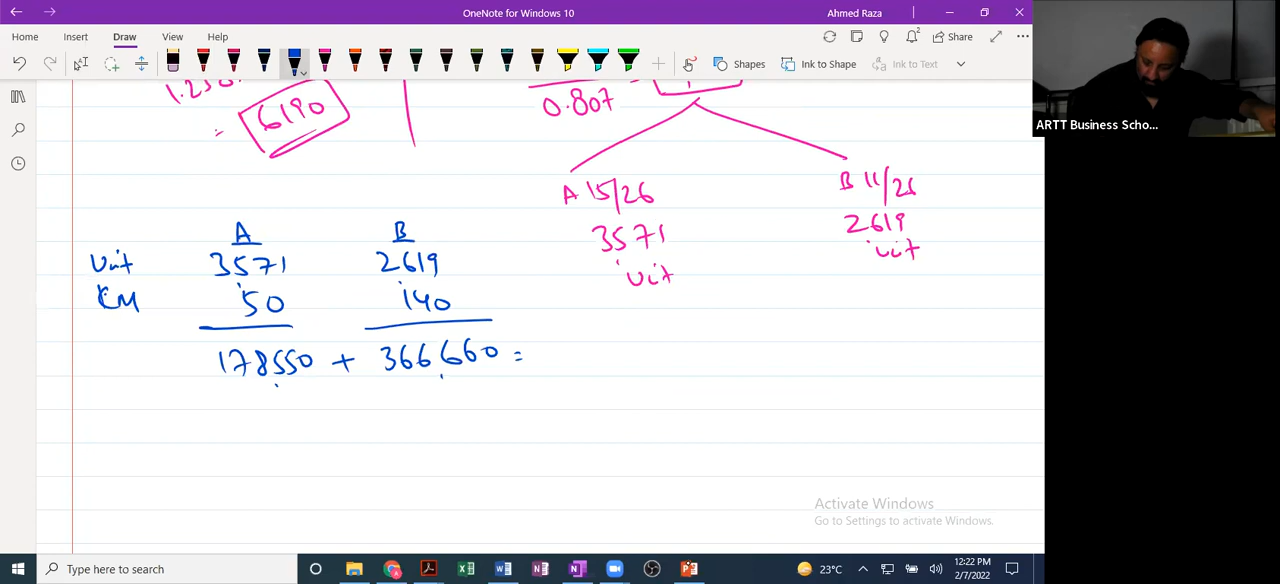 OneNote for Windows 10
Ahmed Raza
Home Insert Draw View Help
Share
Shapes Ink to Shape Ink to Text
ARTT Business Scho...
1.250
= 6190
0.807
A 15/26
3571
unit
B 11/26
2619
unit
A B
Unit 3571 2619
KM 50 140
178550 + 366660 =
Activate Windows
Go to Settings to activate Windows.
Type here to search
23°C
12:22 PM
2/7/2022